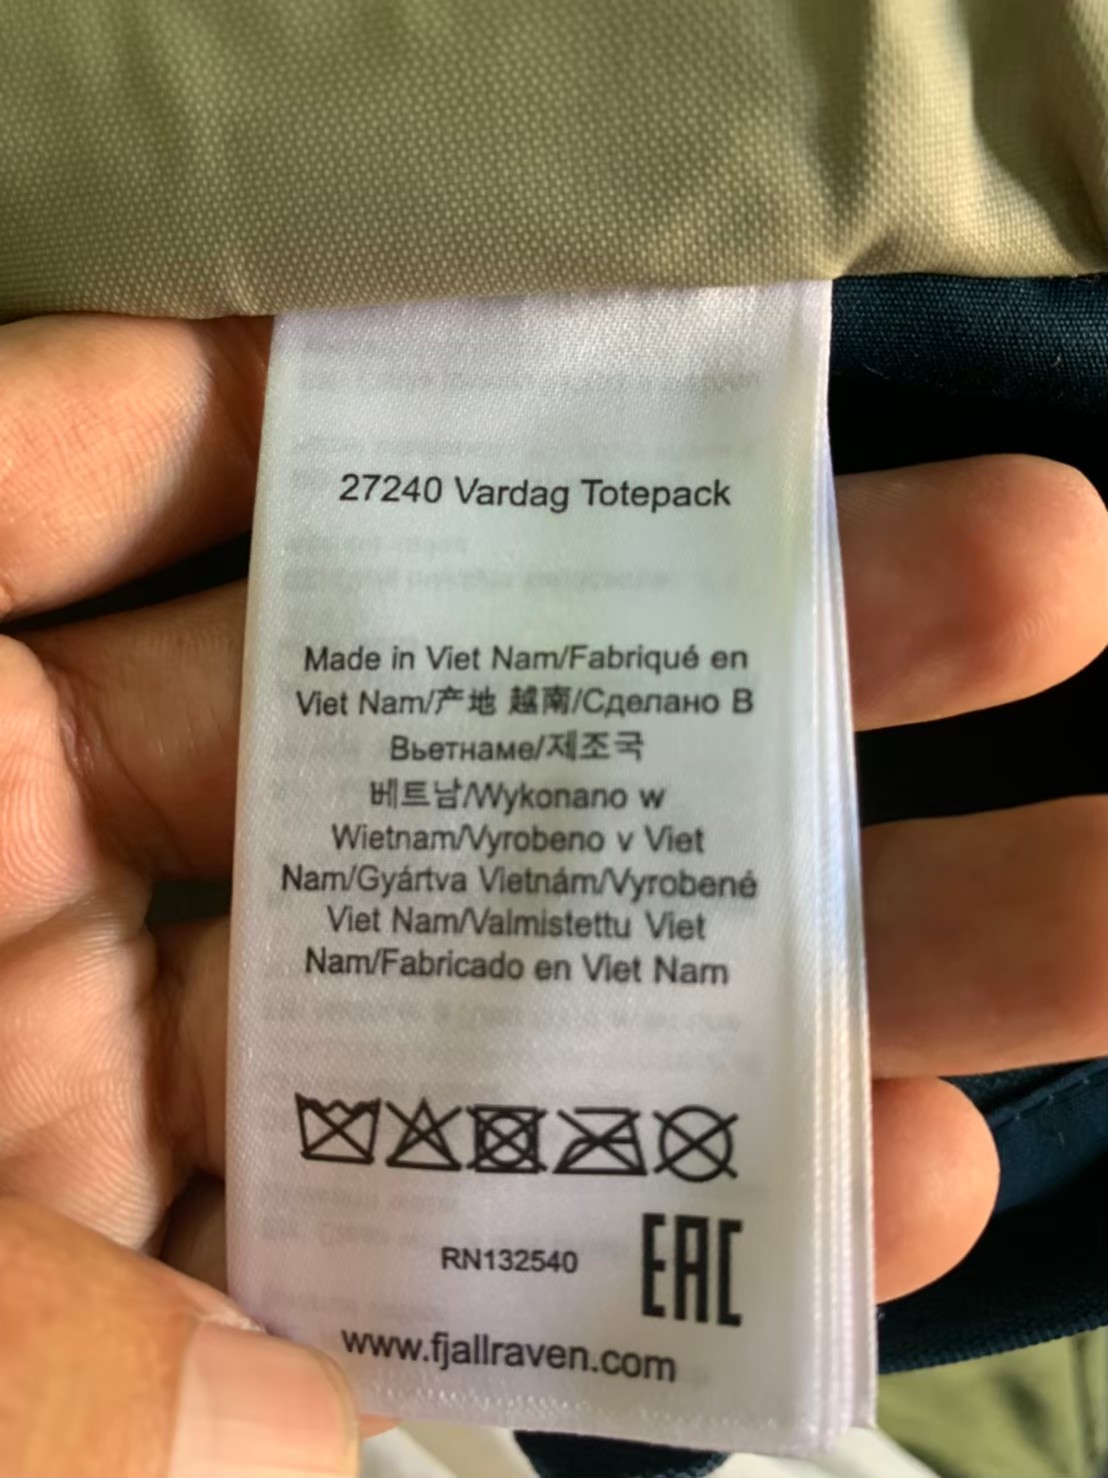 27240 Vardag Totepack
Made in Viet Nam/Fabriqué en
Viet Nam/产地 越南/Сделано В
Вьетнаме/제조국
베트남/Wykonano w
Wietnam/Vyrobeno v Viet
Nam/Gyártva Vietnám/Vyrobené
Viet Nam/Valmistettu Viet
Nam/Fabricado en Viet Nam
RN132540
EAC
www.fjallraven.com